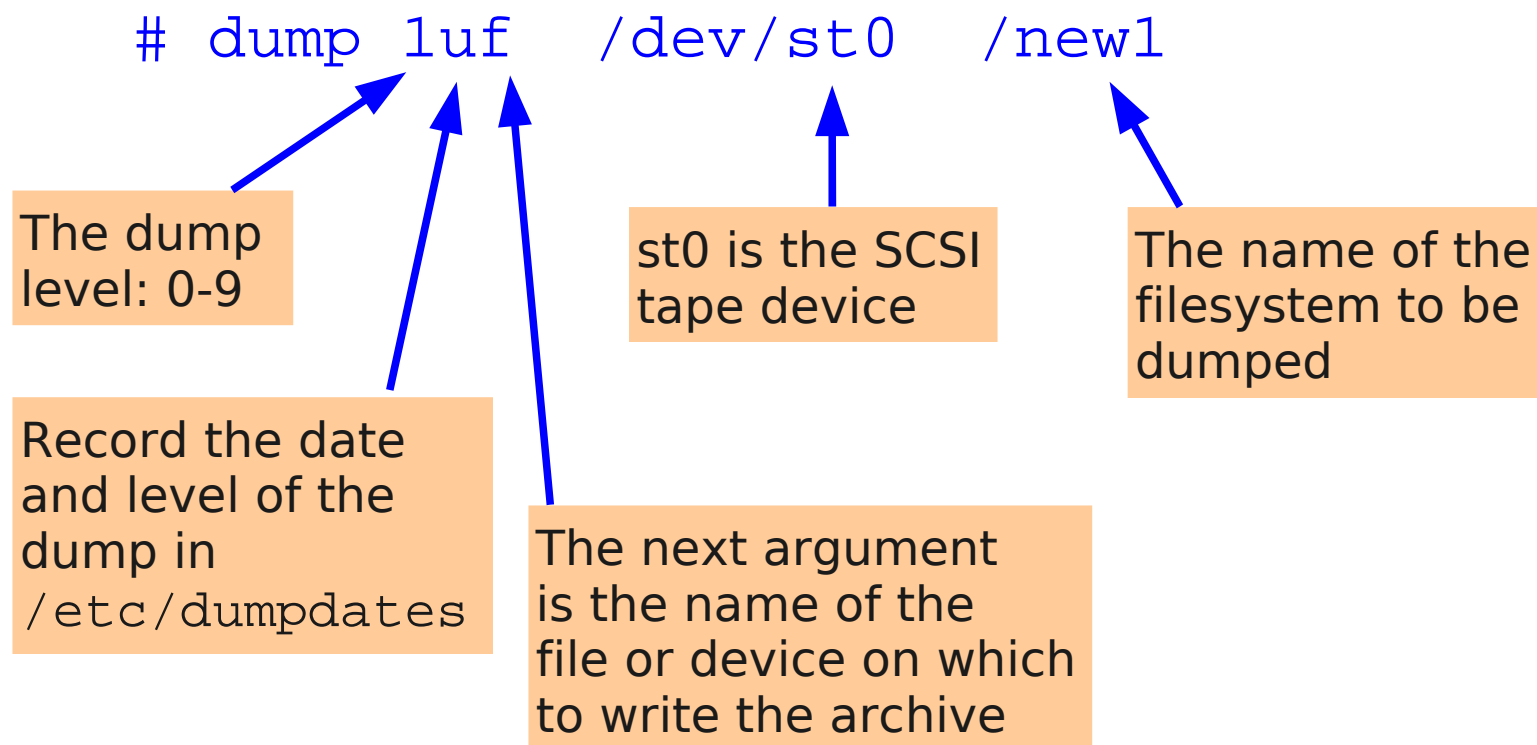 # dump 1uf /dev/st0 /new1
The dump
level: 0-9
st0 is the SCSI
tape device
The name of the
filesystem to be
dumped
Record the date
and level of the
dump in
/etc/dumpdates
The next argument
is the name of the
file or device on which
to write the archive